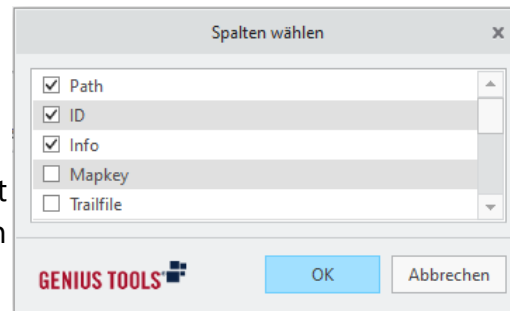 Spalten wählen x
Path
ID
Info
Mapkey
Trailfile
GENIUS TOOLS
OK
Abbrechen